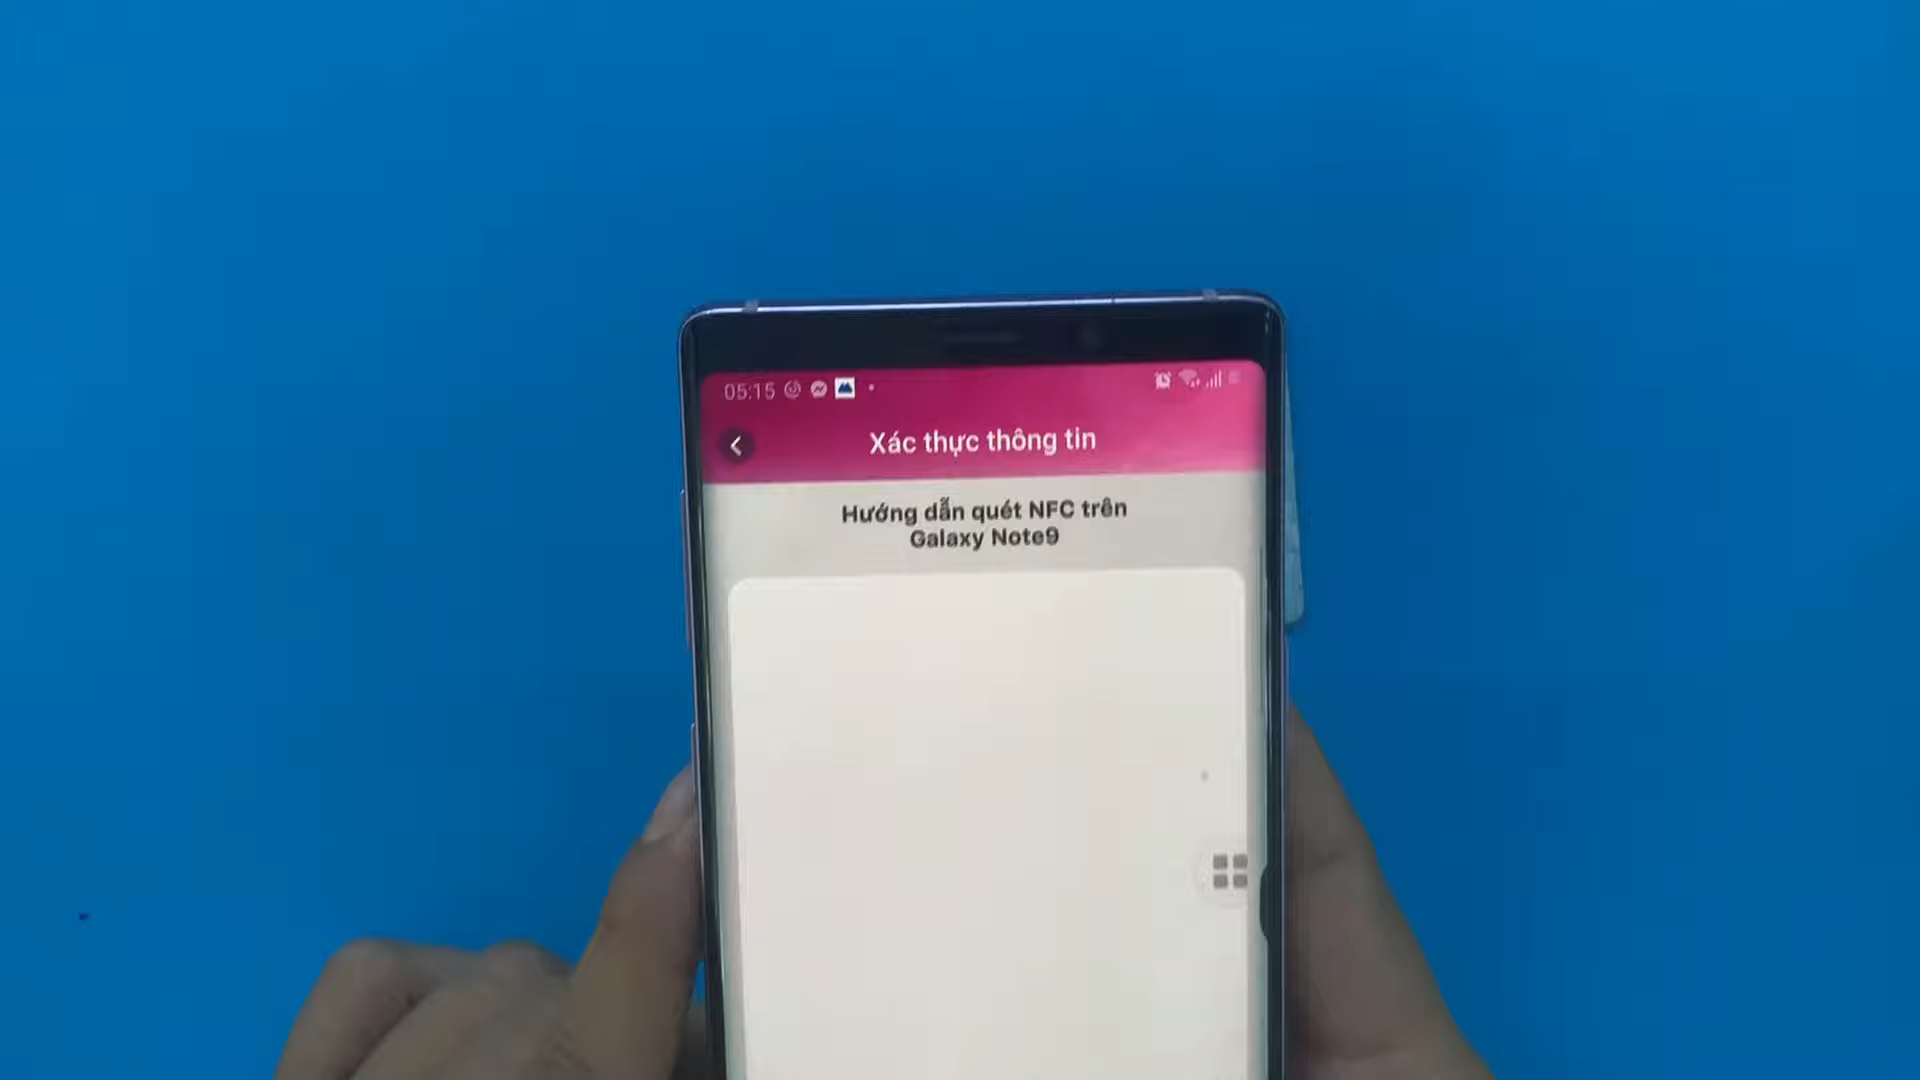 05:15
Xác thực thông tin
Hướng dẫn quét NFC trên
Galaxy Note9